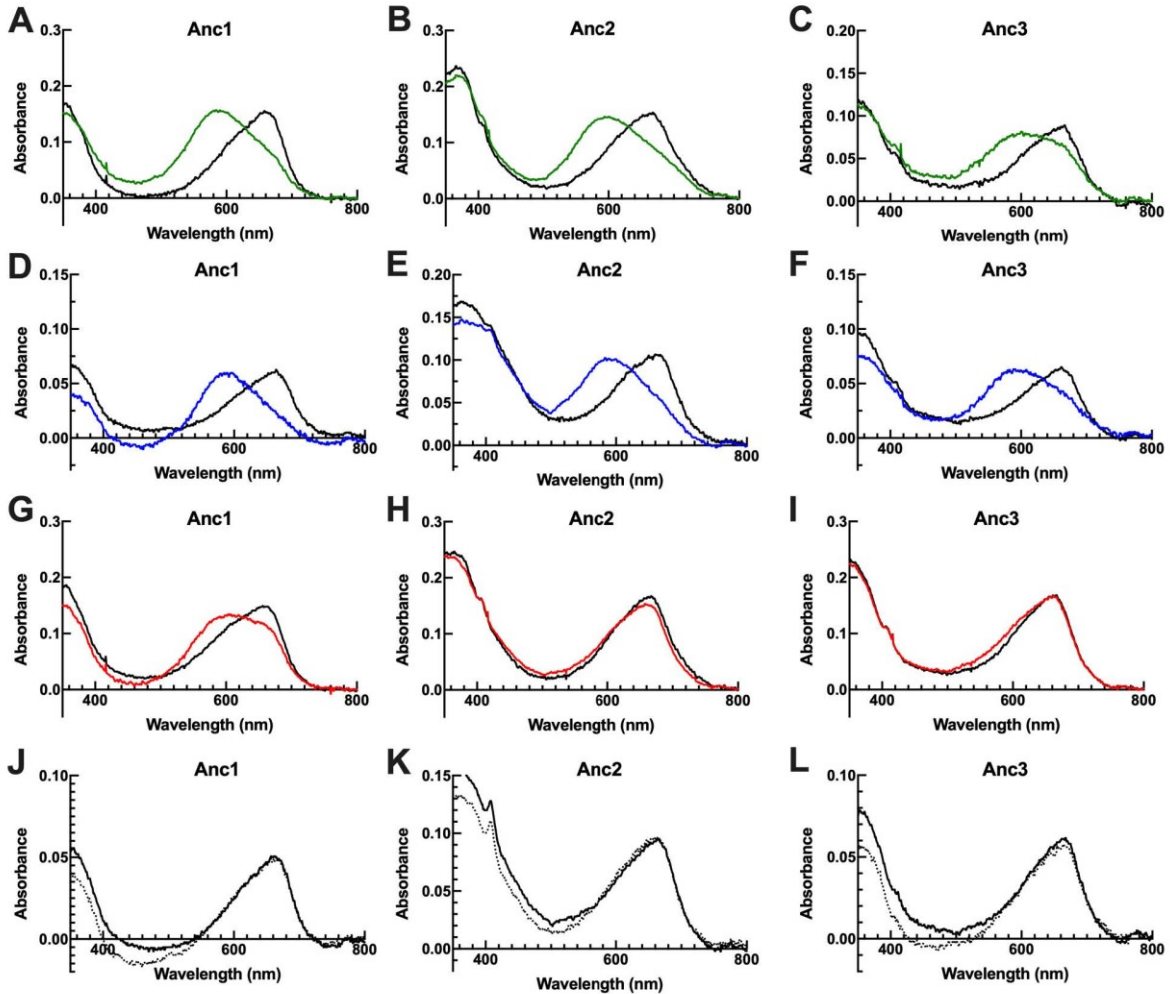 A Anc1 B Anc2 C Anc3
0.3 0.3 0.20
0.2 0.2 0.15
Absorbance Absorbance Absorbance
0.10
0.1 0.1
0.05
0.0 0.0 0.00
400 600 800 400 600 800 400 600 800
Wavelength (nm) Wavelength (nm) Wavelength (nm)
D Anc1 E Anc2 F Anc3
0.15 0.20 0.15
0.15
0.10 0.10
Absorbance Absorbance Absorbance
0.10
0.05 0.05
0.05
0.00 0.00 0.00
400 600 800 400 600 800 400 600 800
Wavelength (nm) Wavelength (nm) Wavelength (nm)
G Anc1 H Anc2 I Anc3
0.3 0.3 0.3
0.2 0.2 0.2
Absorbance Absorbance Absorbance
0.1 0.1 0.1
0.0 0.0 0.0
400 600 800 400 600 800 400 600 800
Wavelength (nm) Wavelength (nm) Wavelength (nm)
J Anc1 K Anc2 L Anc3
0.10 0.15 0.10
0.10
Absorbance Absorbance Absorbance
0.05 0.05
0.05
0.00 0.00 0.00
400 600 800 400 600 800 400 600 800
Wavelength (nm) Wavelength (nm) Wavelength (nm)